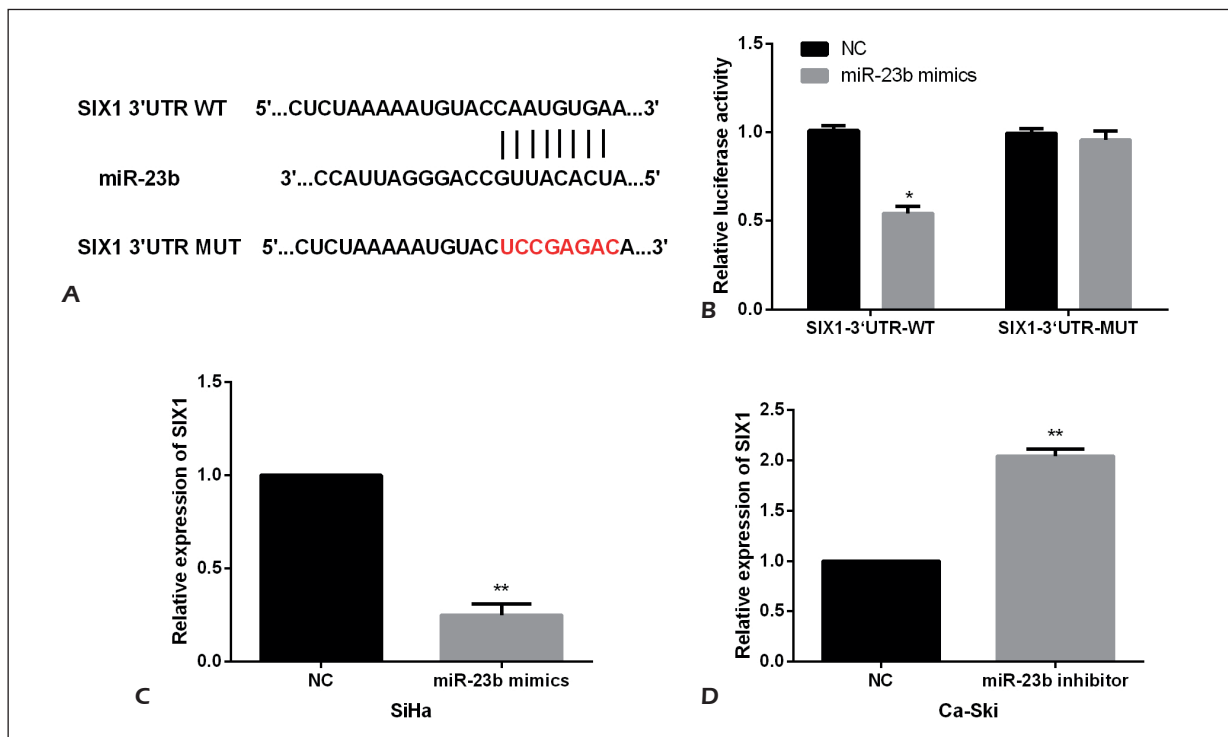 SIX1 3'UTR WT 5'...CUCUAAAAAUGUACCAAUGUGAA...3'
miR-23b 3'...CCAUUAGGGACCGUUACACUA...5'
SIX1 3'UTR MUT 5'...CUCUAAAAAUGUACUCCGAGACA...3'
A
NC
miR-23b mimics
Relative luciferase activity
1.5
1.0
0.5
0.0
*
SIX1-3'UTR-WT SIX1-3'UTR-MUT
B
Relative expression of SIX1
1.5
1.0
0.5
0.0
**
NC miR-23b mimics
SiHa
C
Relative expression of SIX1
2.5
2.0
1.5
1.0
0.5
0.0
**
NC miR-23b inhibitor
Ca-Ski
D